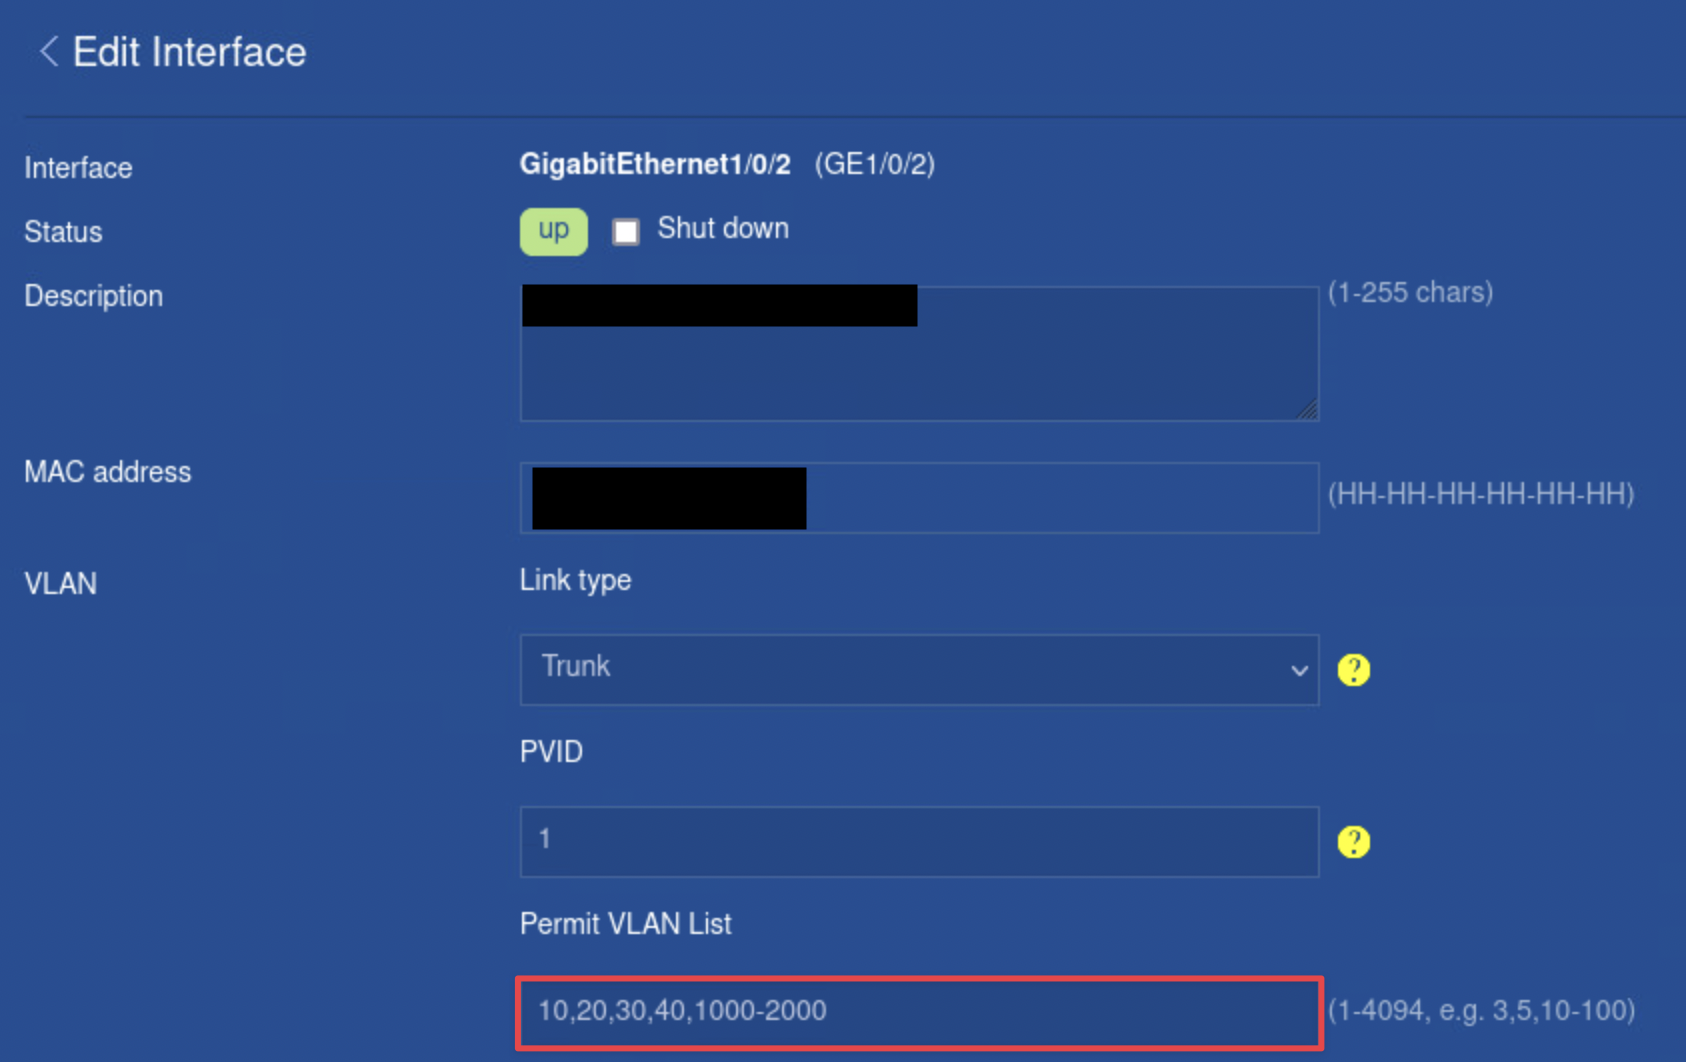 Edit Interface
Interface
GigabitEthernet1/0/2 (GE1/0/2)
Status
up Shut down
Description
(1-255 chars)
MAC address
(HH-HH-HH-HH-HH-HH)
VLAN
Link type
Trunk
?
PVID
1
?
Permit VLAN List
10,20,30,40,1000-2000
(1-4094, e.g. 3,5,10-100)